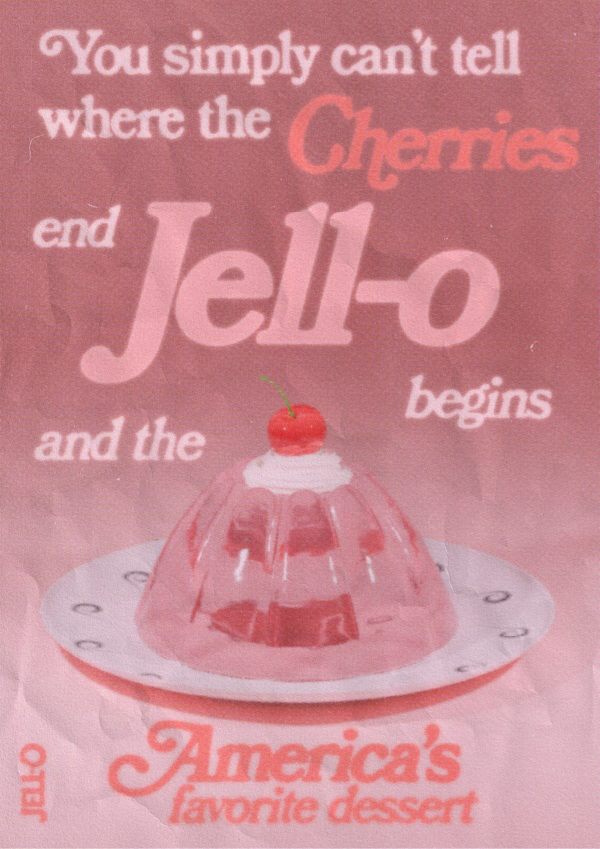 You simply can't tell
where the Cherries
end Jell-o
begins
and the
America's
favorite dessert
JELL-O